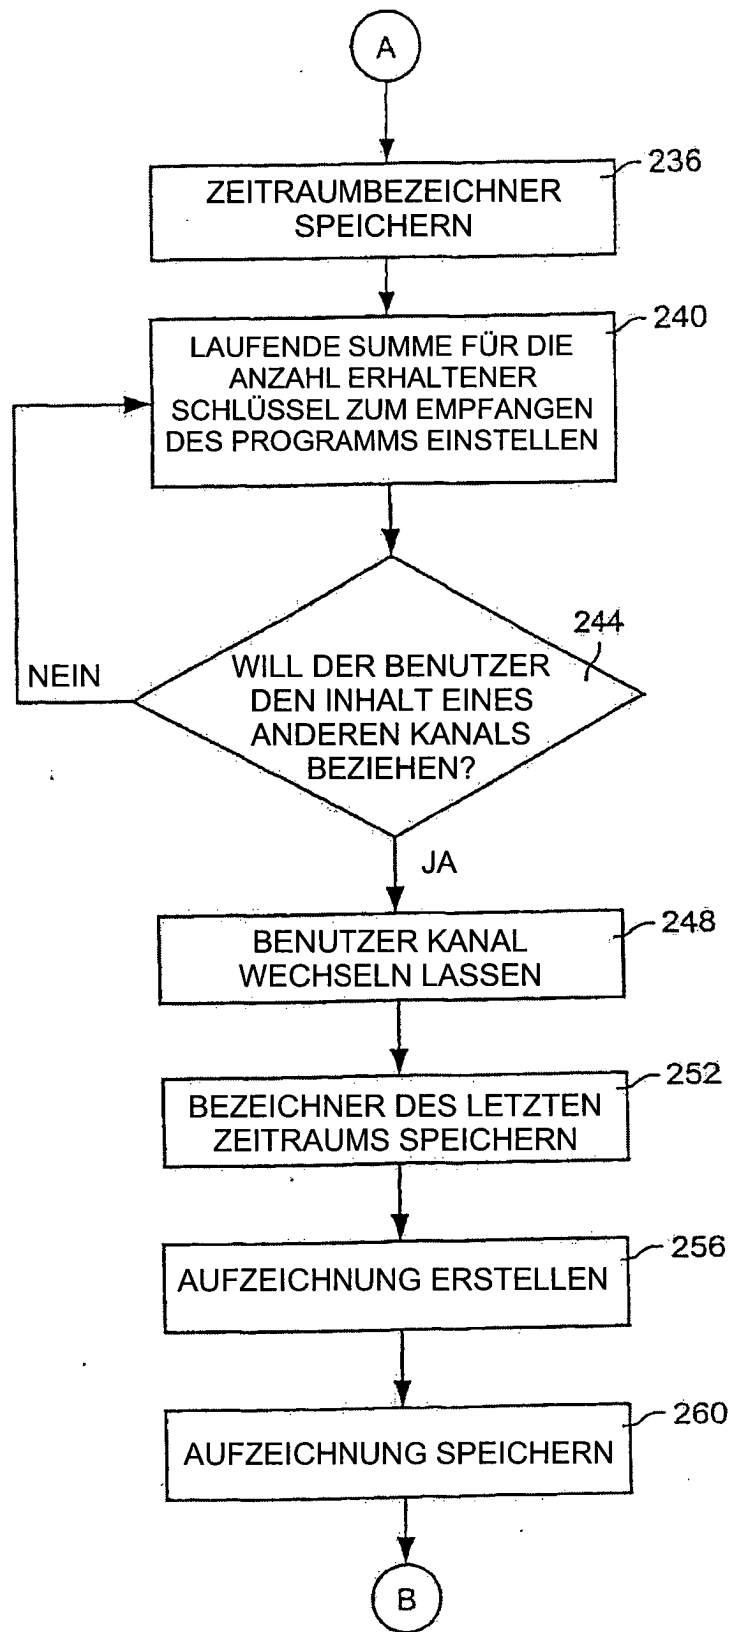 A
236
ZEITRAUMBEZEICHNER
SPEICHERN
240
LAUFENDE SUMME FÜR DIE
ANZAHL ERHALTENER
SCHLÜSSEL ZUM EMPFANGEN
DES PROGRAMMS EINSTELLEN
244
NEIN
WILL DER BENUTZER
DEN INHALT EINES
ANDEREN KANALS
BEZIEHEN?
JA
248
BENUTZER KANAL
WECHSELN LASSEN
252
BEZEICHNER DES LETZTEN
ZEITRAUMS SPEICHERN
256
AUFZEICHNUNG ERSTELLEN
260
AUFZEICHNUNG SPEICHERN
B